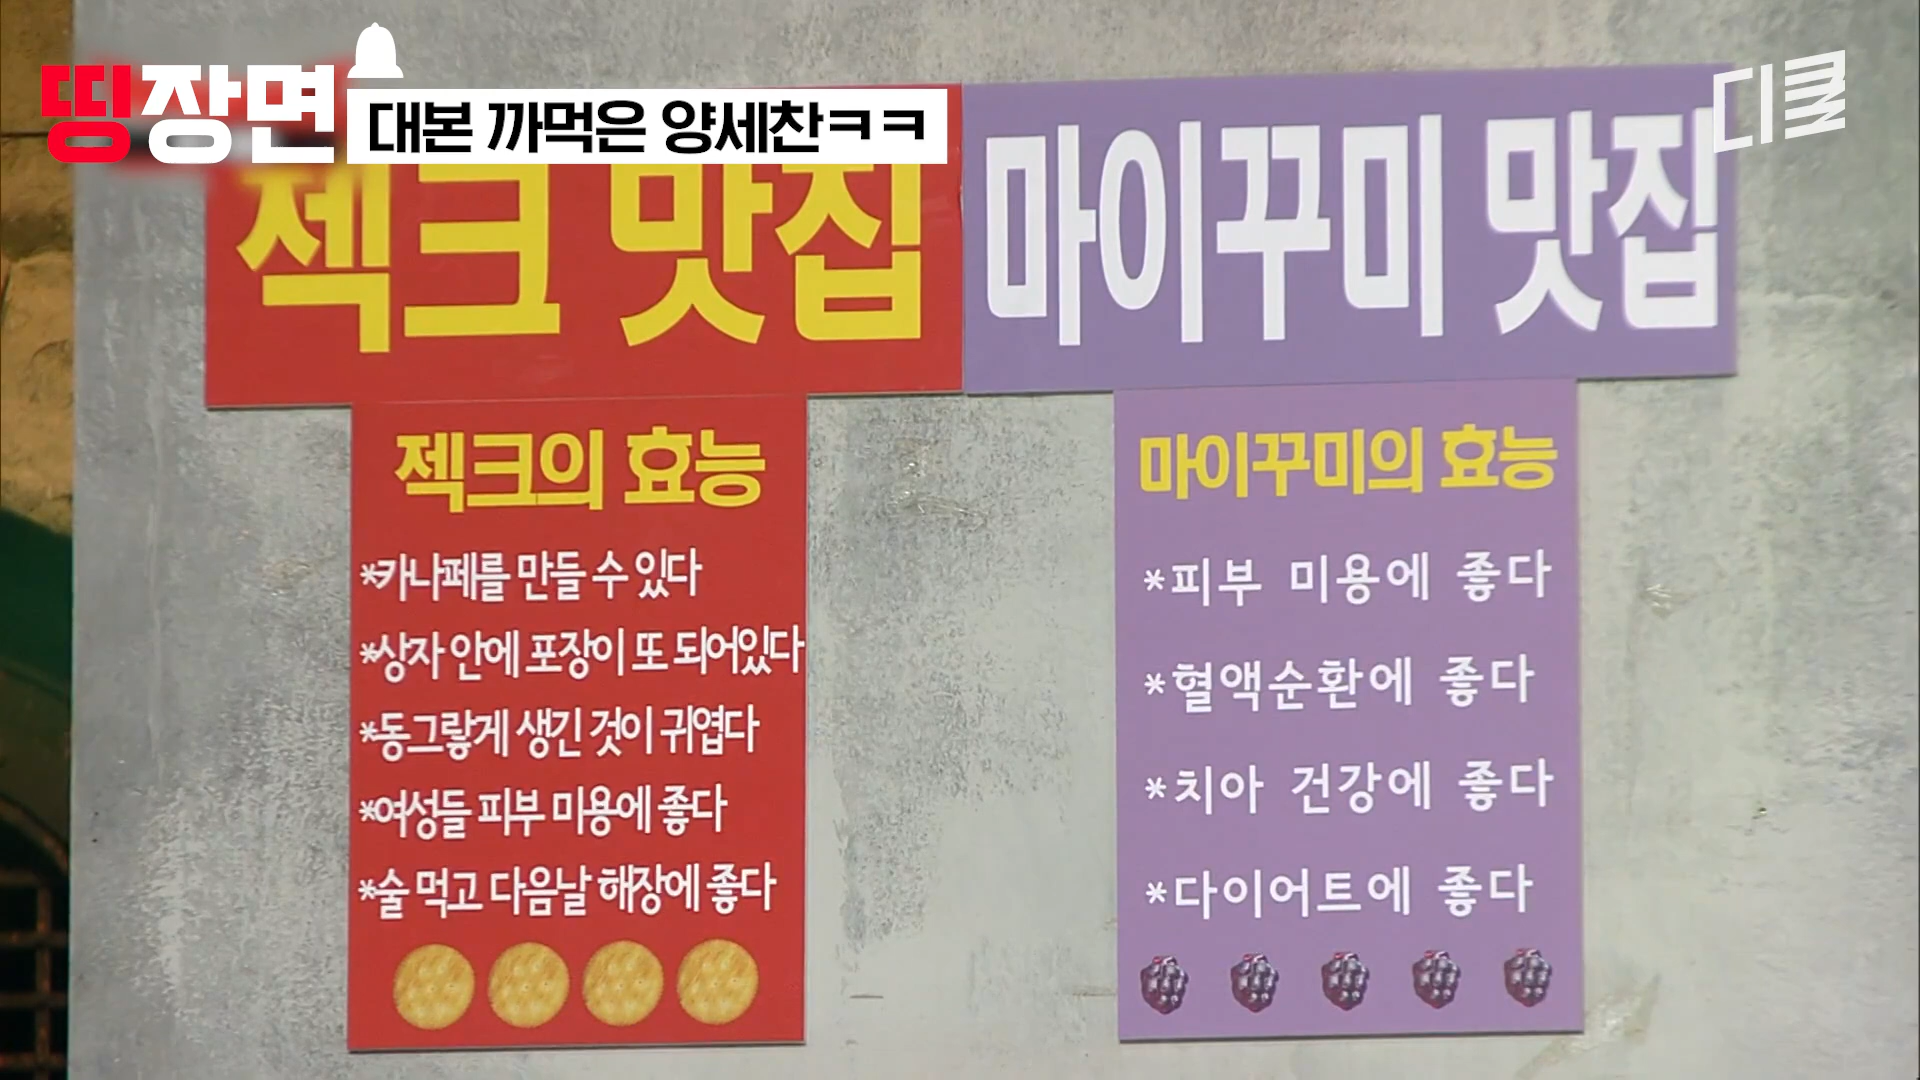 띵장면
대본 까먹은 양세찬ㅋㅋ
디글
젝크 맛집
마이꾸미 맛집
젝크의 효능
*카나페를 만들 수 있다
*상자 안에 포장이 또 되어있다
*동그랗게 생긴 것이 귀엽다
*여성들 피부 미용에 좋다
*술 먹고 다음날 해장에 좋다
마이꾸미의 효능
*피부 미용에 좋다
*혈액순환에 좋다
*치아 건강에 좋다
*다이어트에 좋다